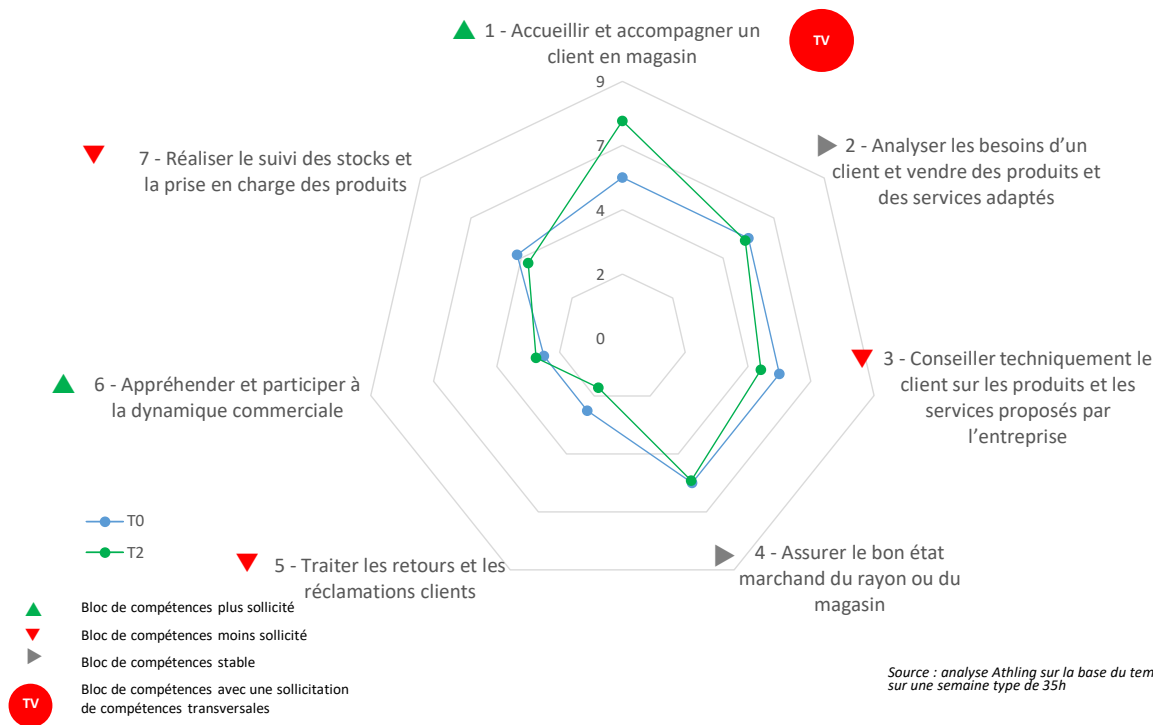 1 - Accueillir et accompagner un
client en magasin
TV
9
7
4
2
0
2 - Analyser les besoins d’un
client et vendre des produits et
des services adaptés
7 - Réaliser le suivi des stocks et
la prise en charge des produits
3 - Conseiller techniquement le
client sur les produits et les
services proposés par
l’entreprise
6 - Appréhender et participer à
la dynamique commerciale
4 - Assurer le bon état
marchand du rayon ou du
magasin
5 - Traiter les retours et les
réclamations clients
T0
T2
Bloc de compétences plus sollicité
Bloc de compétences moins sollicité
Bloc de compétences stable
TV
Bloc de compétences avec une sollicitation
de compétences transversales
Source : analyse Athling sur la base du
sur une semaine type de 35h